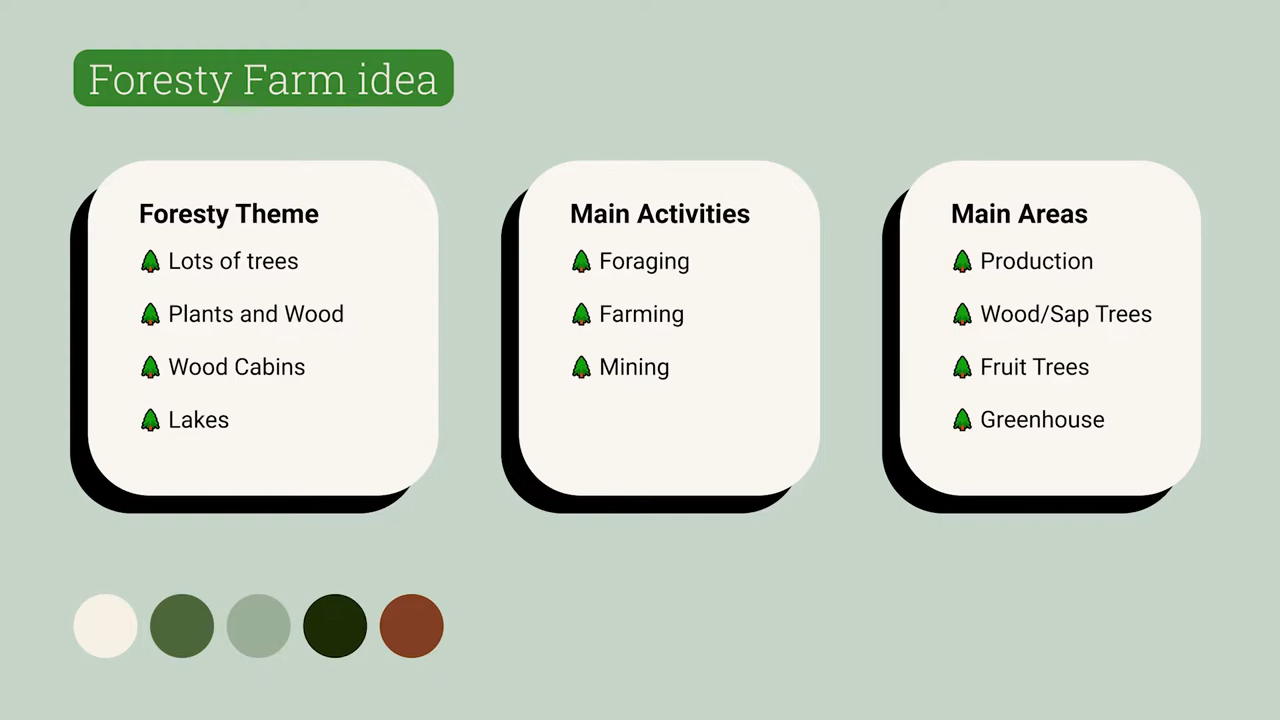 Foresty Farm idea
Foresty Theme
Lots of trees
Plants and Wood
Wood Cabins
Lakes
Main Activities
Foraging
Farming
Mining
Main Areas
Production
Wood/Sap Trees
Fruit Trees
Greenhouse